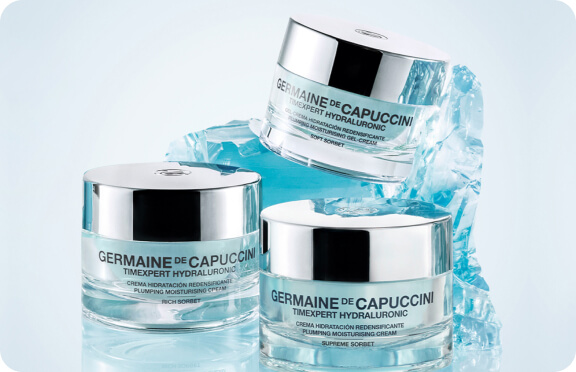 GERMAINE DE CAPUCCINI
TIMEXPERT HYDRALURONIC
GEL CREMA HIDRATACIÓN REDENSIFICANTE
PLUMPING MOISTURISING GEL-CREAM
SOFT SORBET
GERMAINE DE CAPUCCINI
TIMEXPERT HYDRALURONIC
CREMA HIDRATACIÓN REDENSIFICANTE
PLUMPING MOISTURISING CREAM
RICH SORBET
GERMAINE DE CAPUCCINI
TIMEXPERT HYDRALURONIC
CREMA HIDRATACIÓN REDENSIFICANTE
PLUMPING MOISTURISING CREAM
SUPREME SORBET